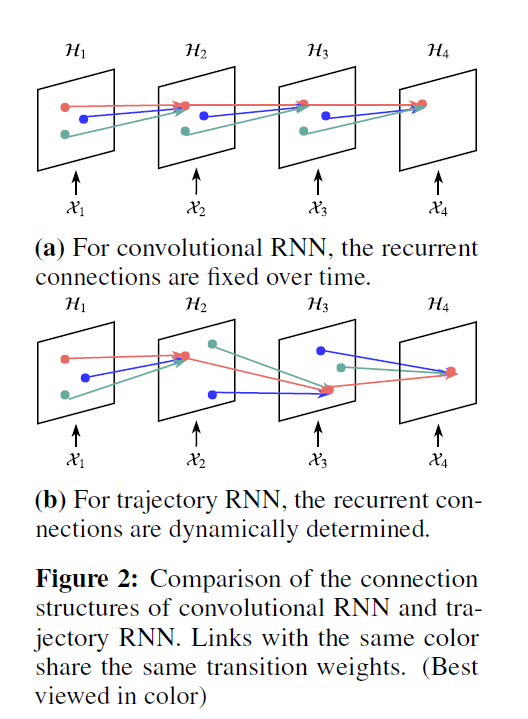 ℋ₁ ℋ₂ ℋ₃ ℋ₄
𝒳₁ 𝒳₂ 𝒳₃ 𝒳₄
(a) For convolutional RNN, the recurrent
connections are fixed over time.
ℋ₁ ℋ₂ ℋ₃ ℋ₄
𝒳₁ 𝒳₂ 𝒳₃ 𝒳₄
(b) For trajectory RNN, the recurrent con-
nections are dynamically determined.
Figure 2: Comparison of the connection
structures of convolutional RNN and tra-
jectory RNN. Links with the same color
share the same transition weights. (Best
viewed in color)